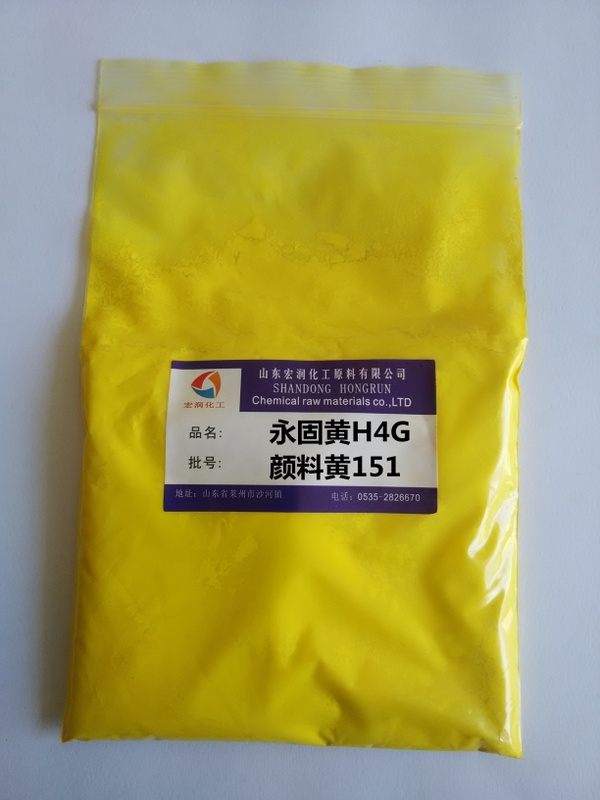 山东宏润化工原料有限公司
SHANDONG HONGRUN
Chemical raw materials co.,LTD
宏润化工
品名: 永固黄H4G
批号: 颜料黄151
地址: 山东省莱州市沙河镇 电话: 0535-2826670